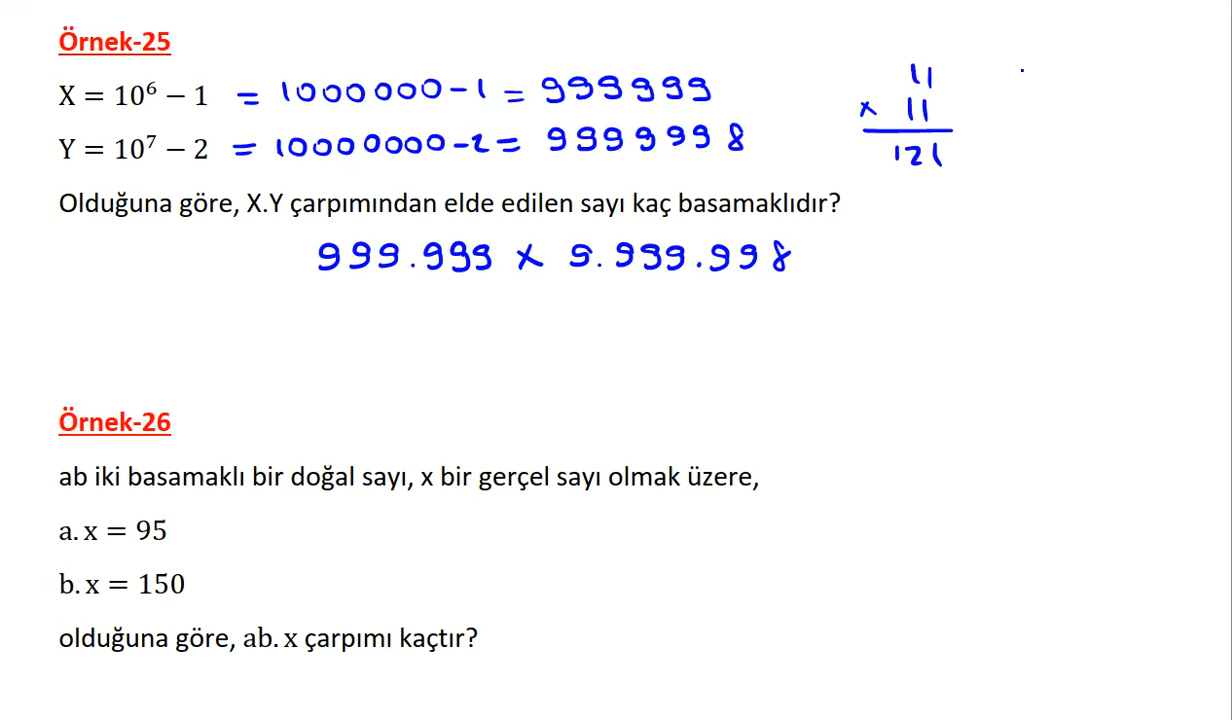 Örnek-25
X = 10⁶ − 1 = 1000000-1 = 999999
Y = 10⁷ − 2 = 10000000-2 = 9999998
11
x 11
121
Olduğuna göre, X.Y çarpımından elde edilen sayı kaç basamaklıdır?
999.999 x 9.999.998
Örnek-26
ab iki basamaklı bir doğal sayı, x bir gerçel sayı olmak üzere,
a. x = 95
b. x = 150
olduğuna göre, ab. x çarpımı kaçtır?